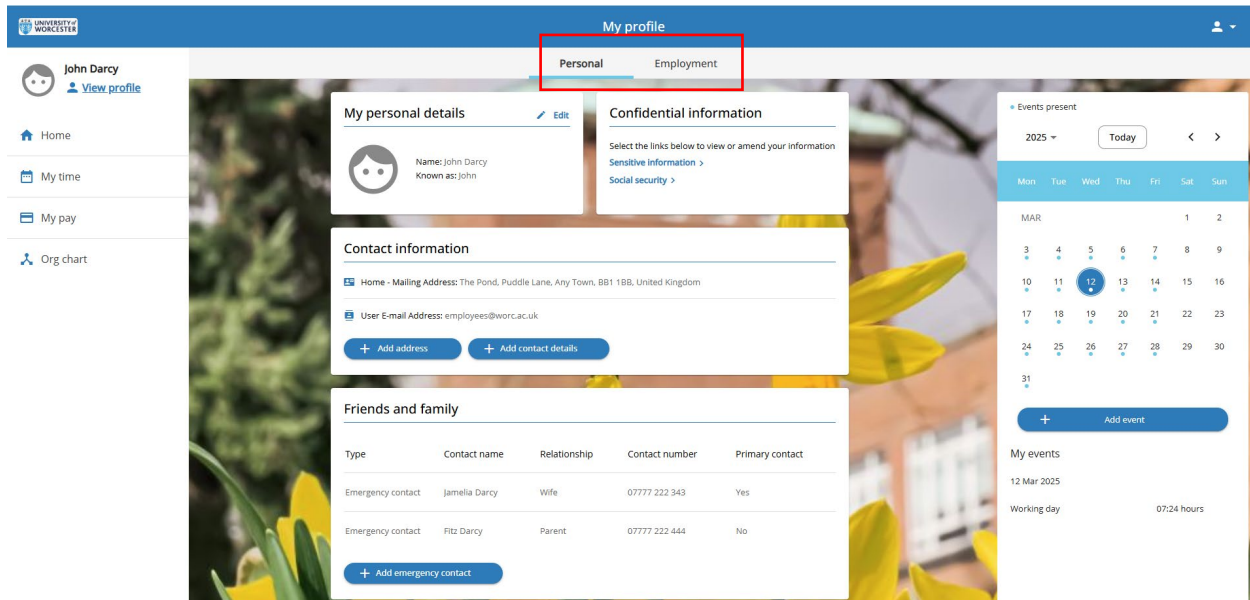 UNIVERSITY of
WORCESTER
My profile
John Darcy
View profile
Home
My time
My pay
Org chart
Personal
Employment
My personal details
Edit
Name: John Darcy
Known as: John
Confidential information
Select the links below to view or amend your information
Sensitive information >
Social security >
Contact information
Home - Mailing Address: The Pond, Puddle Lane, Any Town, BB1 1BB, United Kingdom
User E-mail Address: employees@worc.ac.uk
+ Add address
+ Add contact details
Friends and family
Type Contact name Relationship Contact number Primary contact
Emergency contact Jamelia Darcy Wife 07777 222 343 Yes
Emergency contact Fitz Darcy Parent 07777 222 444 No
+ Add emergency contact
Events present
2025 Today < >
Mon Tue Wed Thu Fri Sat Sun
MAR 1 2
3 4 5 6 7 8 9
10 11 12 13 14 15 16
17 18 19 20 21 22 23
24 25 26 27 28 29 30
31
+ Add event
My events
12 Mar 2025
Working day 07:24 hours